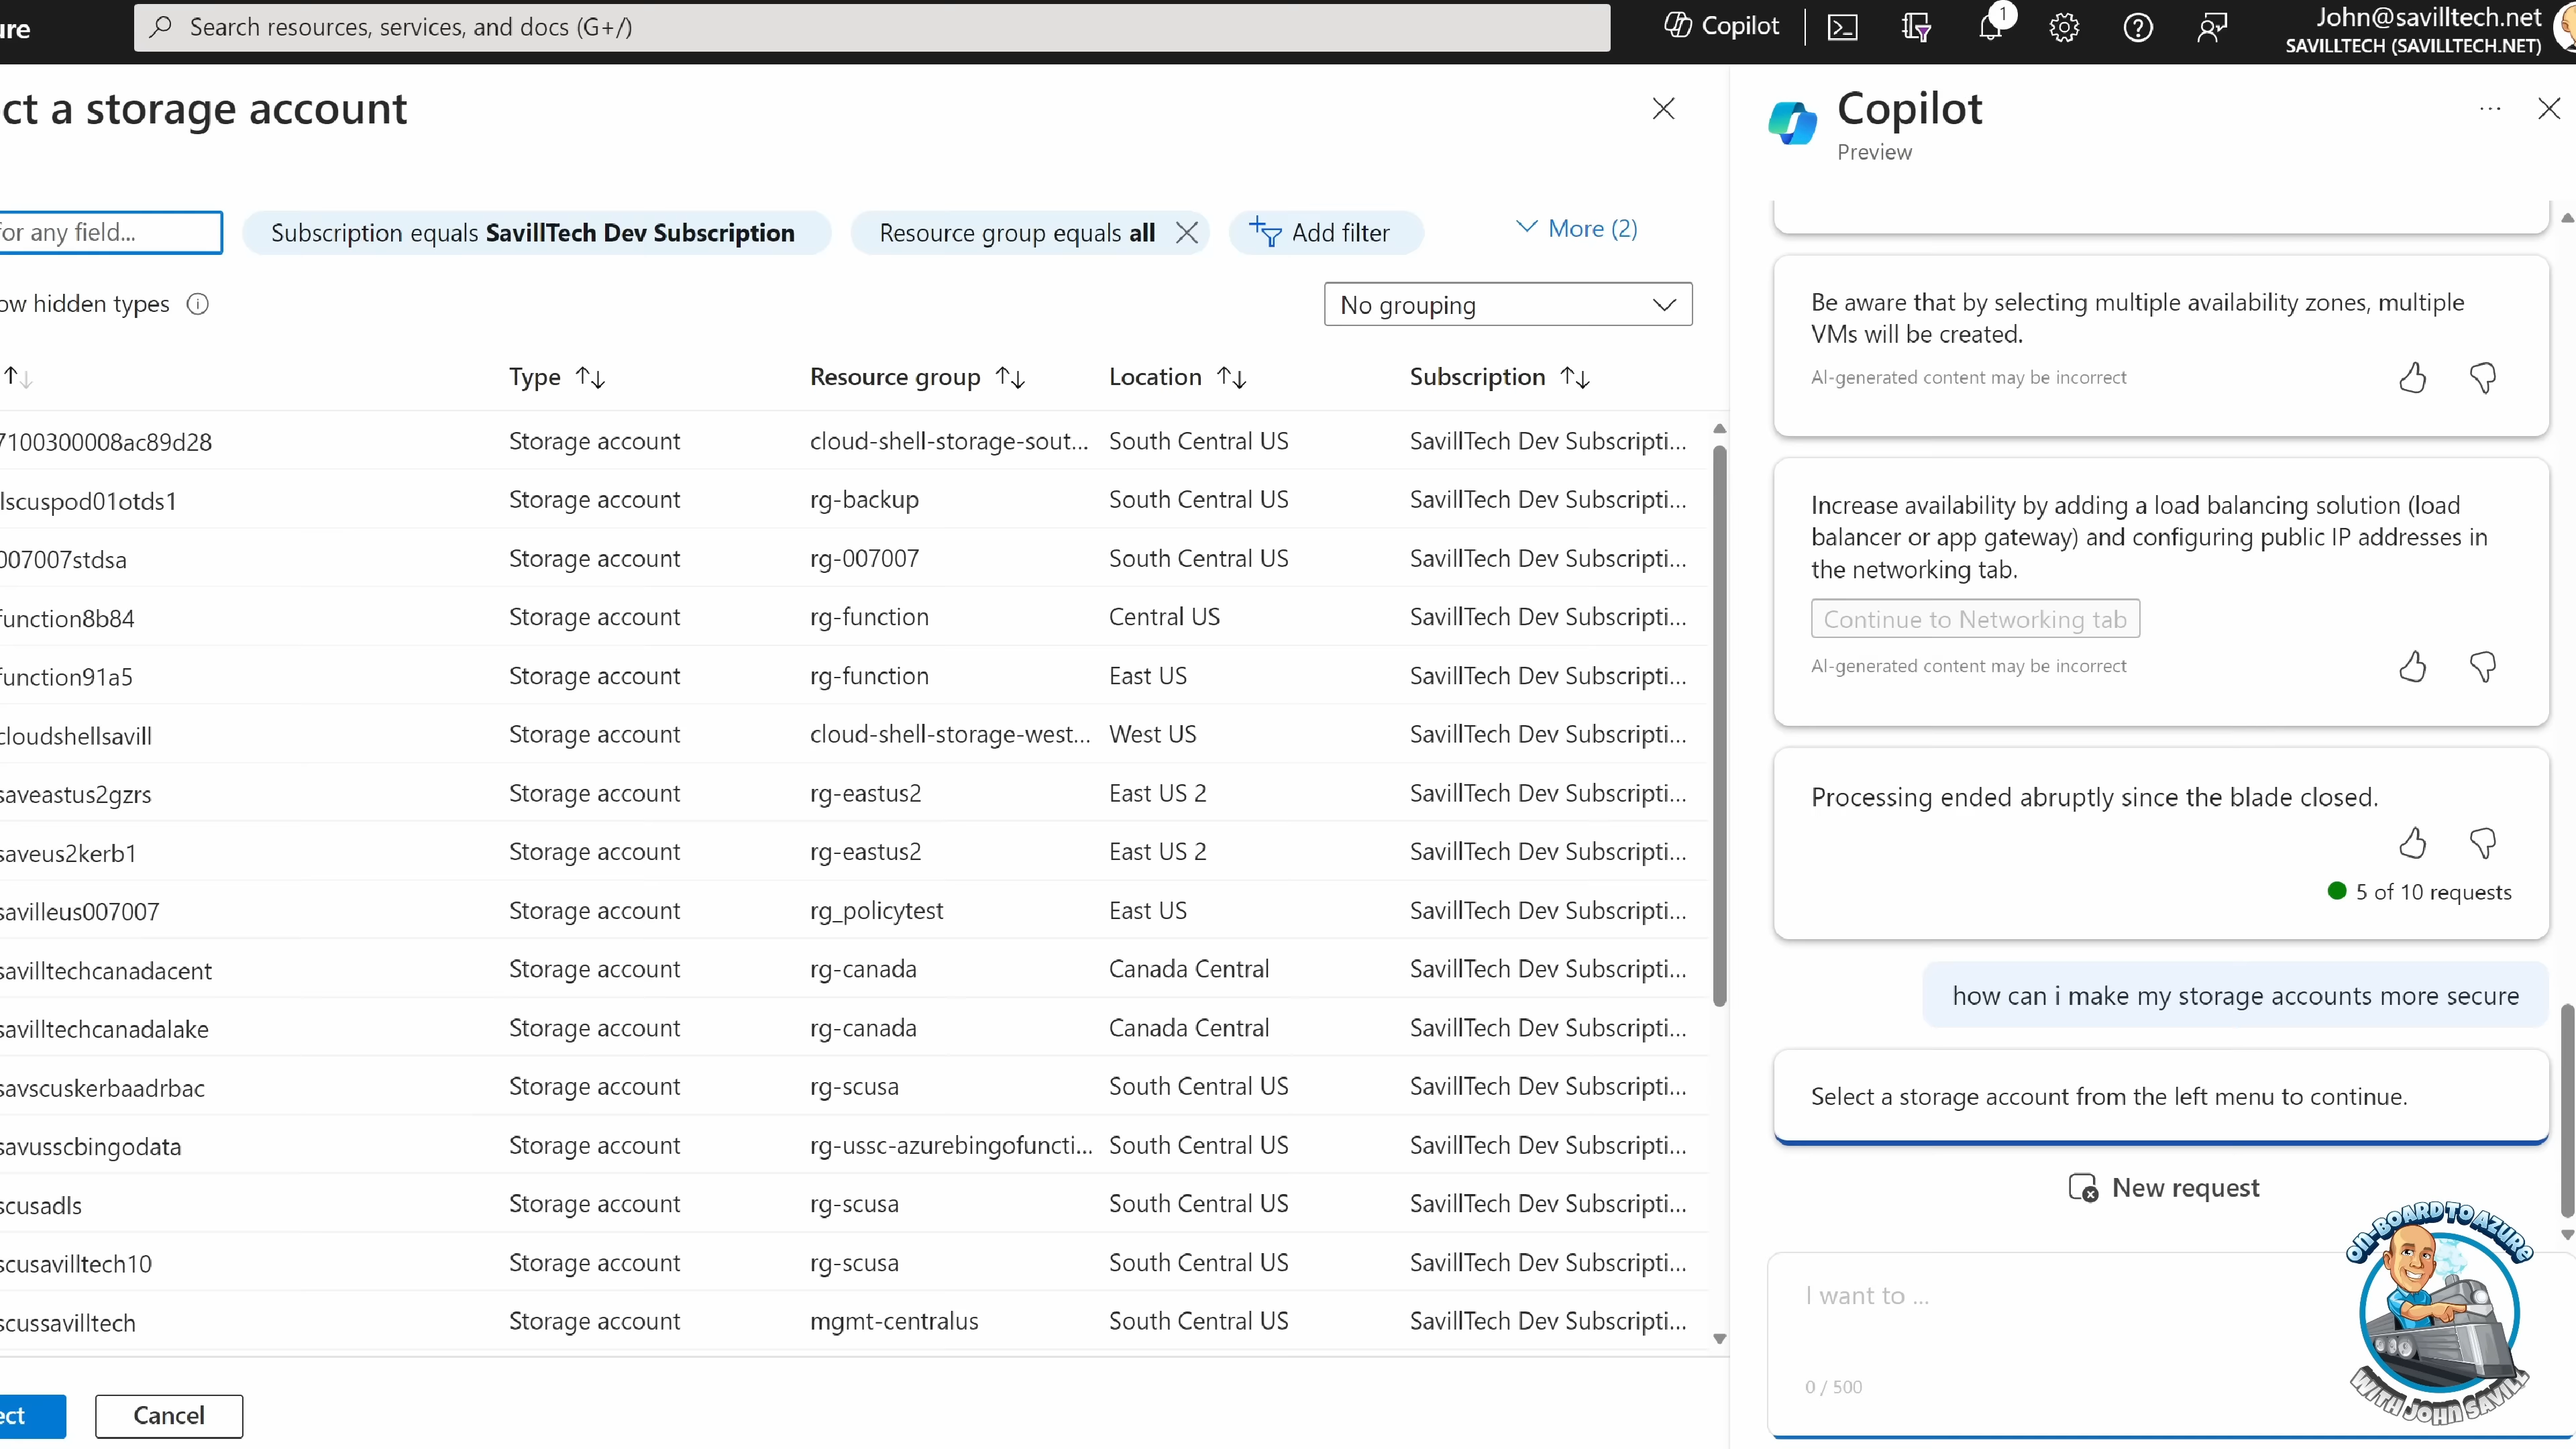 ure
Search resources, services, and docs (G+/)
Copilot
1
John@savilltech.net
SAVILLTECH (SAVILLTECH.NET)
ct a storage account
for any field...
Subscription equals SavillTech Dev Subscription
Resource group equals all
Add filter
More (2)
ow hidden types
No grouping
Type
Resource group
Location
Subscription
7100300008ac89d28 Storage account cloud-shell-storage-sout... South Central US SavillTech Dev Subscripti...
lscuspod01otds1 Storage account rg-backup South Central US SavillTech Dev Subscripti...
007007stdsa Storage account rg-007007 South Central US SavillTech Dev Subscripti...
function8b84 Storage account rg-function Central US SavillTech Dev Subscripti...
function91a5 Storage account rg-function East US SavillTech Dev Subscripti...
cloudshellsavill Storage account cloud-shell-storage-west... West US SavillTech Dev Subscripti...
saveastus2gzrs Storage account rg-eastus2 East US 2 SavillTech Dev Subscripti...
saveus2kerb1 Storage account rg-eastus2 East US 2 SavillTech Dev Subscripti...
savilleus007007 Storage account rg_policytest East US SavillTech Dev Subscripti...
savilltechcanadacent Storage account rg-canada Canada Central SavillTech Dev Subscripti...
savilltechcanadalake Storage account rg-canada Canada Central SavillTech Dev Subscripti...
savscuskerbaadrbac Storage account rg-scusa South Central US SavillTech Dev Subscripti...
savusscbingodata Storage account rg-ussc-azurebingofuncti... South Central US SavillTech Dev Subscripti...
scusadls Storage account rg-scusa South Central US SavillTech Dev Subscripti...
scusavilltech10 Storage account rg-scusa South Central US SavillTech Dev Subscripti...
scussavilltech Storage account mgmt-centralus South Central US SavillTech Dev Subscripti...
ect
Cancel
Copilot
Preview
Be aware that by selecting multiple availability zones, multiple
VMs will be created.
AI-generated content may be incorrect
Increase availability by adding a load balancing solution (load
balancer or app gateway) and configuring public IP addresses in
the networking tab.
Continue to Networking tab
AI-generated content may be incorrect
Processing ended abruptly since the blade closed.
5 of 10 requests
how can i make my storage accounts more secure
Select a storage account from the left menu to continue.
New request
I want to ...
0 / 500
ON-BOARD TO AZURE
WITH JOHN SAVILL